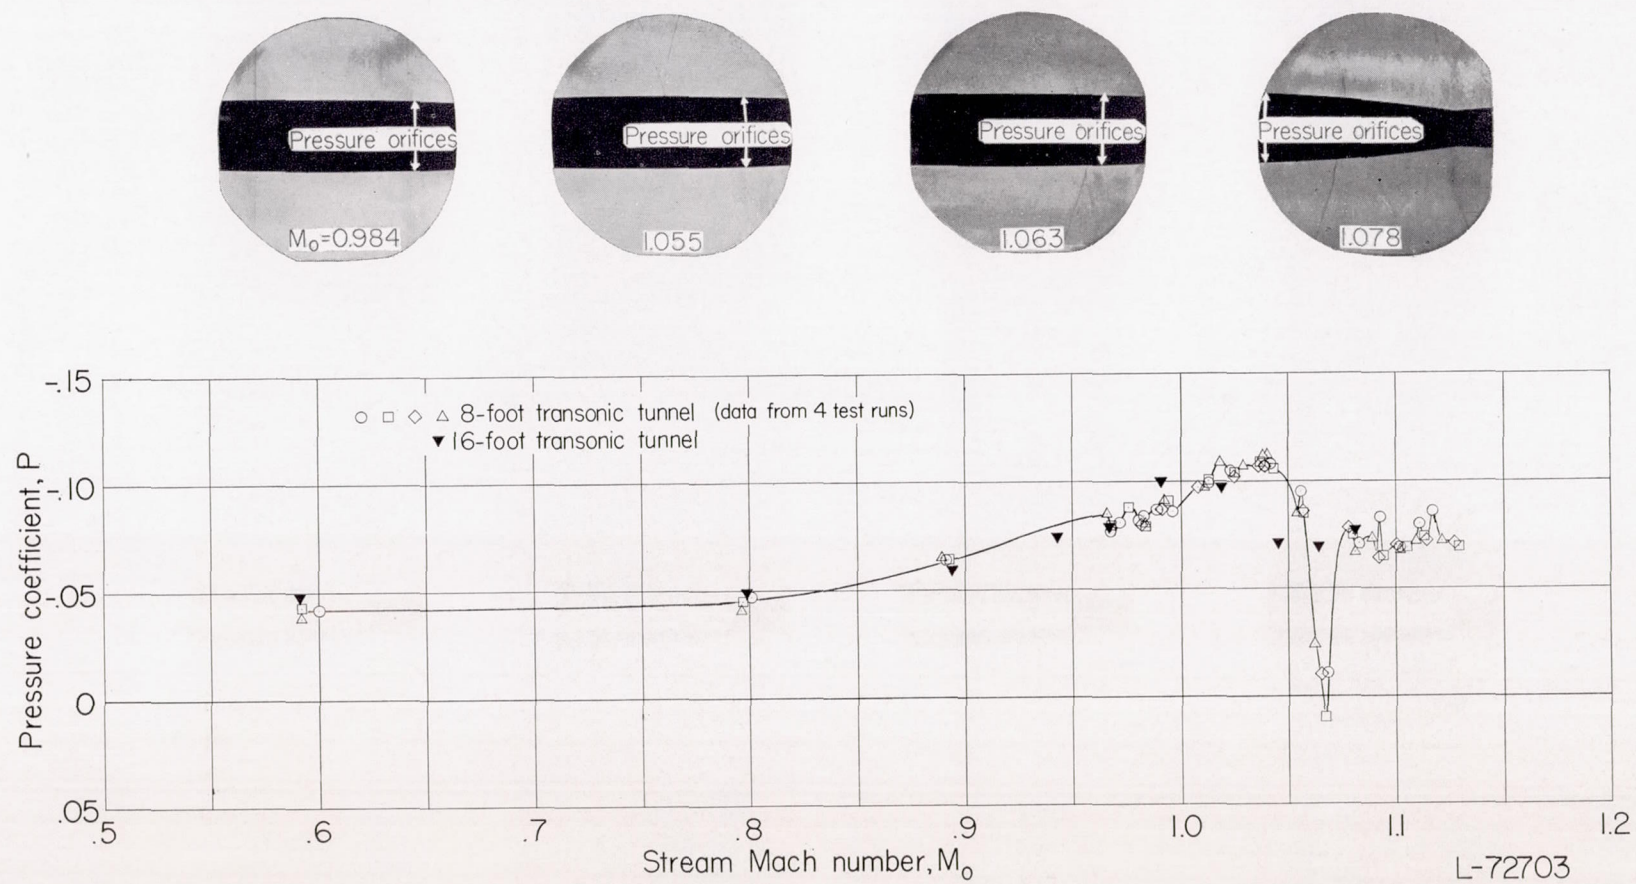 Pressure orifices
Pressure orifices
Pressure orifices
Pressure orifices
M₀=0.984
1.055
1.063
1.078
-.15
-.10
-.05
0
.05
Pressure coefficient, P
8-foot transonic tunnel (data from 4 test runs)
16-foot transonic tunnel
.5 .6 .7 .8 .9 1.0 1.1 1.2
Stream Mach number, M₀
L-72703